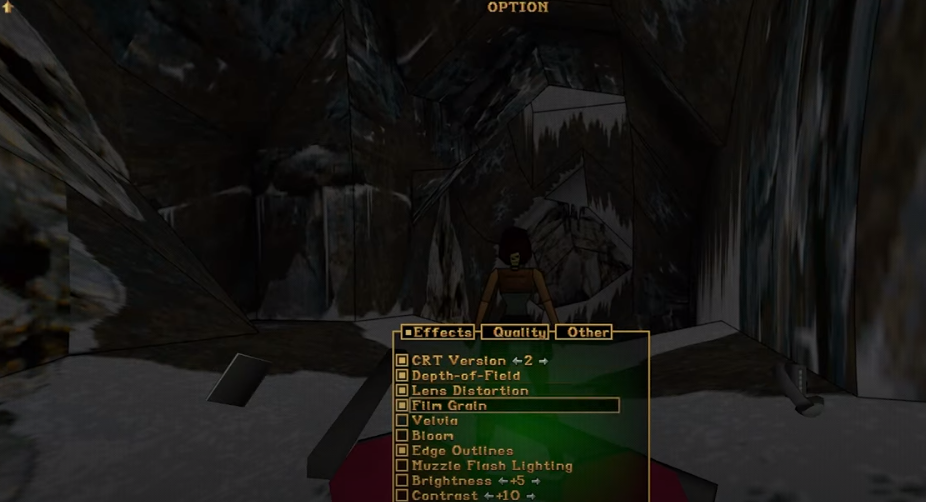 OPTION
Effects Quality Other
CRT Version 2
Depth-of-Field
Lens Distortion
Film Grain
Velvia
Bloom
Edge Outlines
Muzzle Flash Lighting
Brightness +5
Contrast +10